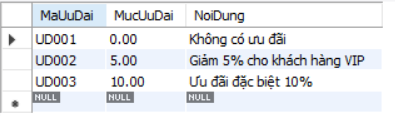 MaUuDai MucUuDai NoiDung
UD001 0.00 Không có ưu đãi
UD002 5.00 Giảm 5% cho khách hàng VIP
UD003 10.00 Ưu đãi đặc biệt 10%
NULL NULL NULL